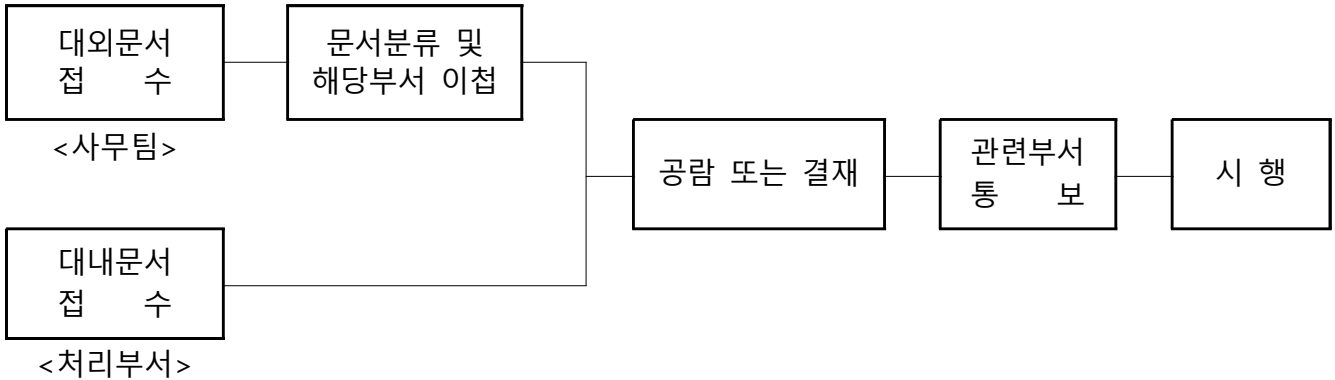 대외문서
접 수
<사무팀>
문서분류 및
해당부서 이첩
대내문서
접 수
<처리부서>
공람 또는 결재
관련부서
통 보
시 행